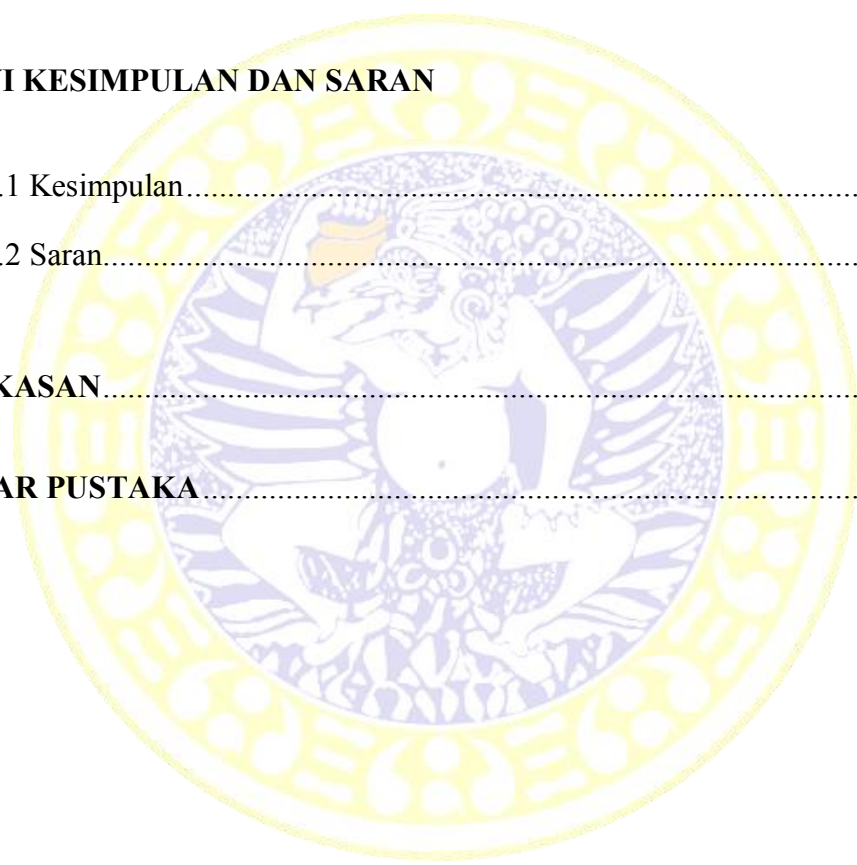 I KESIMPULAN DAN SARAN
.1 Kesimpulan..........................................................................................
.2 Saran....................................................................................................
KASAN....................................................................................................
AR PUSTAKA........................................................................................